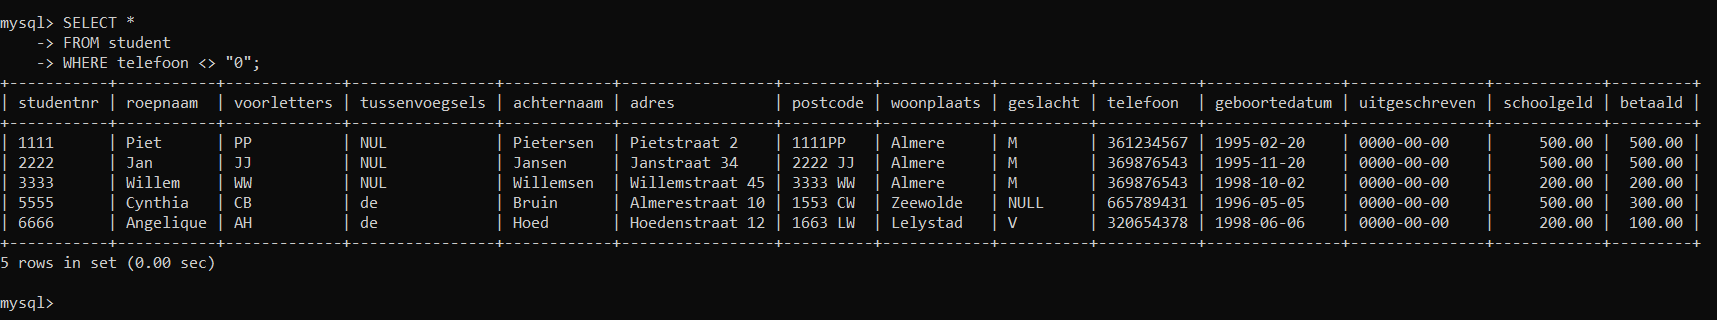 mysql> SELECT *
    -> FROM student
    -> WHERE telefoon <> "0";
+-----------+-----------+-------------+----------------+------------+-----------------+----------+------------+----------+-----------+---------------+---------------+------------+---------+
| studentnr | roepnaam  | voorletters | tussenvoegsels | achternaam | adres           | postcode | woonplaats | geslacht | telefoon  | geboortedatum | uitgeschreven | schoolgeld | betaald |
+-----------+-----------+-------------+----------------+------------+-----------------+----------+------------+----------+-----------+---------------+---------------+------------+---------+
| 1111      | Piet      | PP          | NUL            | Pietersen  | Pietstraat 2    | 1111PP   | Almere     | M        | 361234567 | 1995-02-20    | 0000-00-00    |     500.00 |  500.00 |
| 2222      | Jan       | JJ          | NUL            | Jansen     | Janstraat 34    | 2222 JJ  | Almere     | M        | 369876543 | 1995-11-20    | 0000-00-00    |     500.00 |  500.00 |
| 3333      | Willem    | WW          | NUL            | Willemsen  | Willemstraat 45 | 3333 WW  | Almere     | M        | 369876543 | 1998-10-02    | 0000-00-00    |     200.00 |  200.00 |
| 5555      | Cynthia   | CB          | de             | Bruin      | Almerestraat 10 | 1553 CW  | Zeewolde   | NULL     | 665789431 | 1996-05-05    | 0000-00-00    |     500.00 |  300.00 |
| 6666      | Angelique | AH          | de             | Hoed       | Hoedenstraat 12 | 1663 LW  | Lelystad   | V        | 320654378 | 1998-06-06    | 0000-00-00    |     200.00 |  100.00 |
+-----------+-----------+-------------+----------------+------------+-----------------+----------+------------+----------+-----------+---------------+---------------+------------+---------+
5 rows in set (0.00 sec)
mysql>